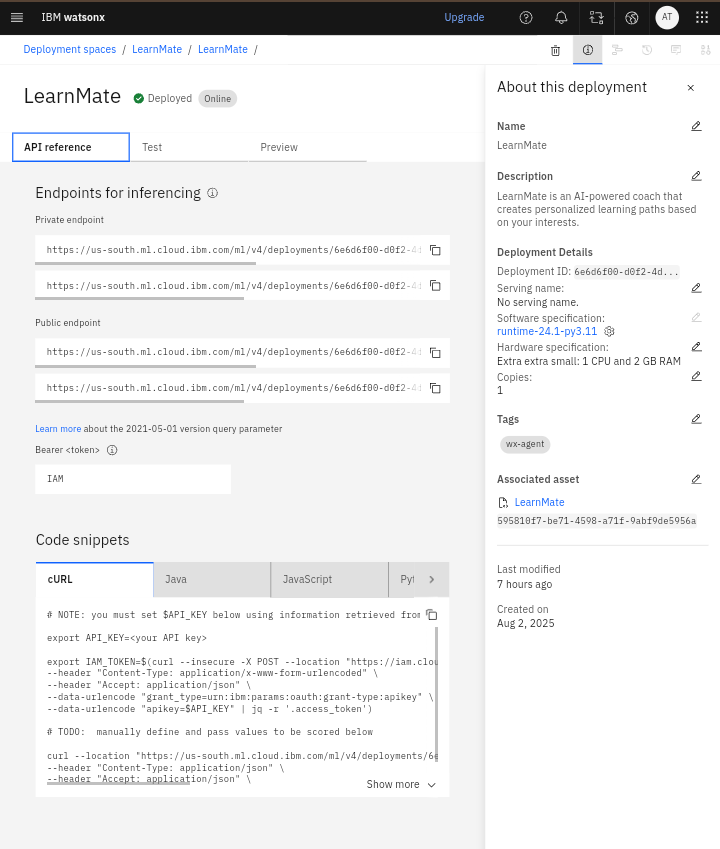 IBM watsonx
Upgrade
AT
Deployment spaces / LearnMate / LearnMate /
LearnMate
Deployed
Online
API reference
Test
Preview
Endpoints for inferencing
Private endpoint
https://us-south.ml.cloud.ibm.com/ml/v4/deployments/6e6d6f00-d0f2-4d
https://us-south.ml.cloud.ibm.com/ml/v4/deployments/6e6d6f00-d0f2-4d
Public endpoint
https://us-south.ml.cloud.ibm.com/ml/v4/deployments/6e6d6f00-d0f2-4d
https://us-south.ml.cloud.ibm.com/ml/v4/deployments/6e6d6f00-d0f2-4d
Learn more about the 2021-05-01 version query parameter
Bearer <token>
IAM
Code snippets
cURL
Java
JavaScript
# NOTE: you must set $API_KEY below using information retrieved from
export API_KEY=<your API key>
export IAM_TOKEN=$(curl --insecure -X POST --location "https://iam.clou
--header "Content-Type: application/x-www-form-urlencoded" \
--header "Accept: application/json" \
--data-urlencode "grant_type=urn:ibm:params:oauth:grant-type:apikey" \
--data-urlencode "apikey=$API_KEY" | jq -r '.access_token')
# TODO:  manually define and pass values to be scored below
curl --location "https://us-south.ml.cloud.ibm.com/ml/v4/deployments/6e
--header "Content-Type: application/json" \
--header "Accept: application/json" \
Show more
About this deployment
Name
LearnMate
Description
LearnMate is an AI-powered coach that
creates personalized learning paths based
on your interests.
Deployment Details
Deployment ID: 6e6d6f00-d0f2-4d...
Serving name:
No serving name.
Software specification:
runtime-24.1-py3.11
Hardware specification:
Extra extra small: 1 CPU and 2 GB RAM
Copies:
1
Tags
wx-agent
Associated asset
LearnMate
595810f7-be71-4598-a71f-9abf9de5956a
Last modified
7 hours ago
Created on
Aug 2, 2025